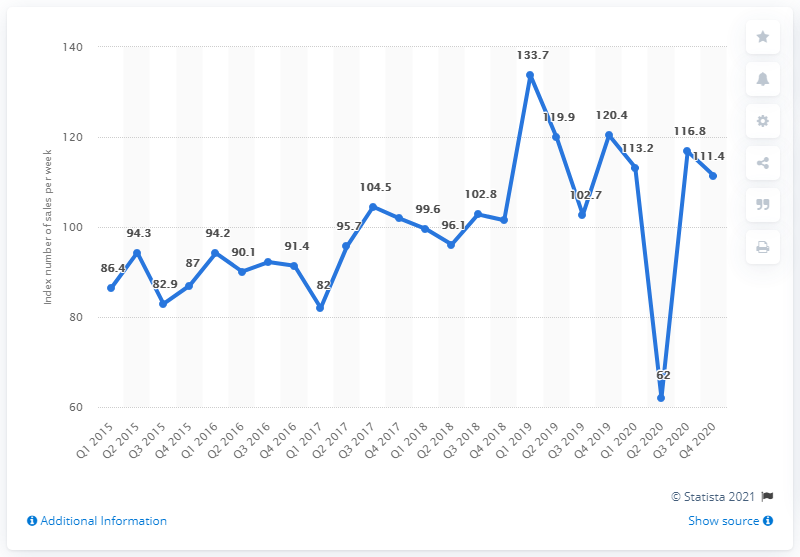 140
120
100
80
60
Index number of sales per week
86.4
94.3
82.9
87
94.2
90.1
91.4
82
95.7
104.5
99.6
96.1
102.8
133.7
119.9
102.7
120.4
113.2
62
116.8
111.4
Q1 2015
Q2 2015
Q3 2015
Q4 2015
Q1 2016
Q2 2016
Q3 2016
Q4 2016
Q1 2017
Q2 2017
Q3 2017
Q4 2017
Q1 2018
Q2 2018
Q3 2018
Q4 2018
Q1 2019
Q2 2019
Q3 2019
Q4 2019
Q1 2020
Q2 2020
Q3 2020
Q4 2020
© Statista 2021
Additional Information
Show source